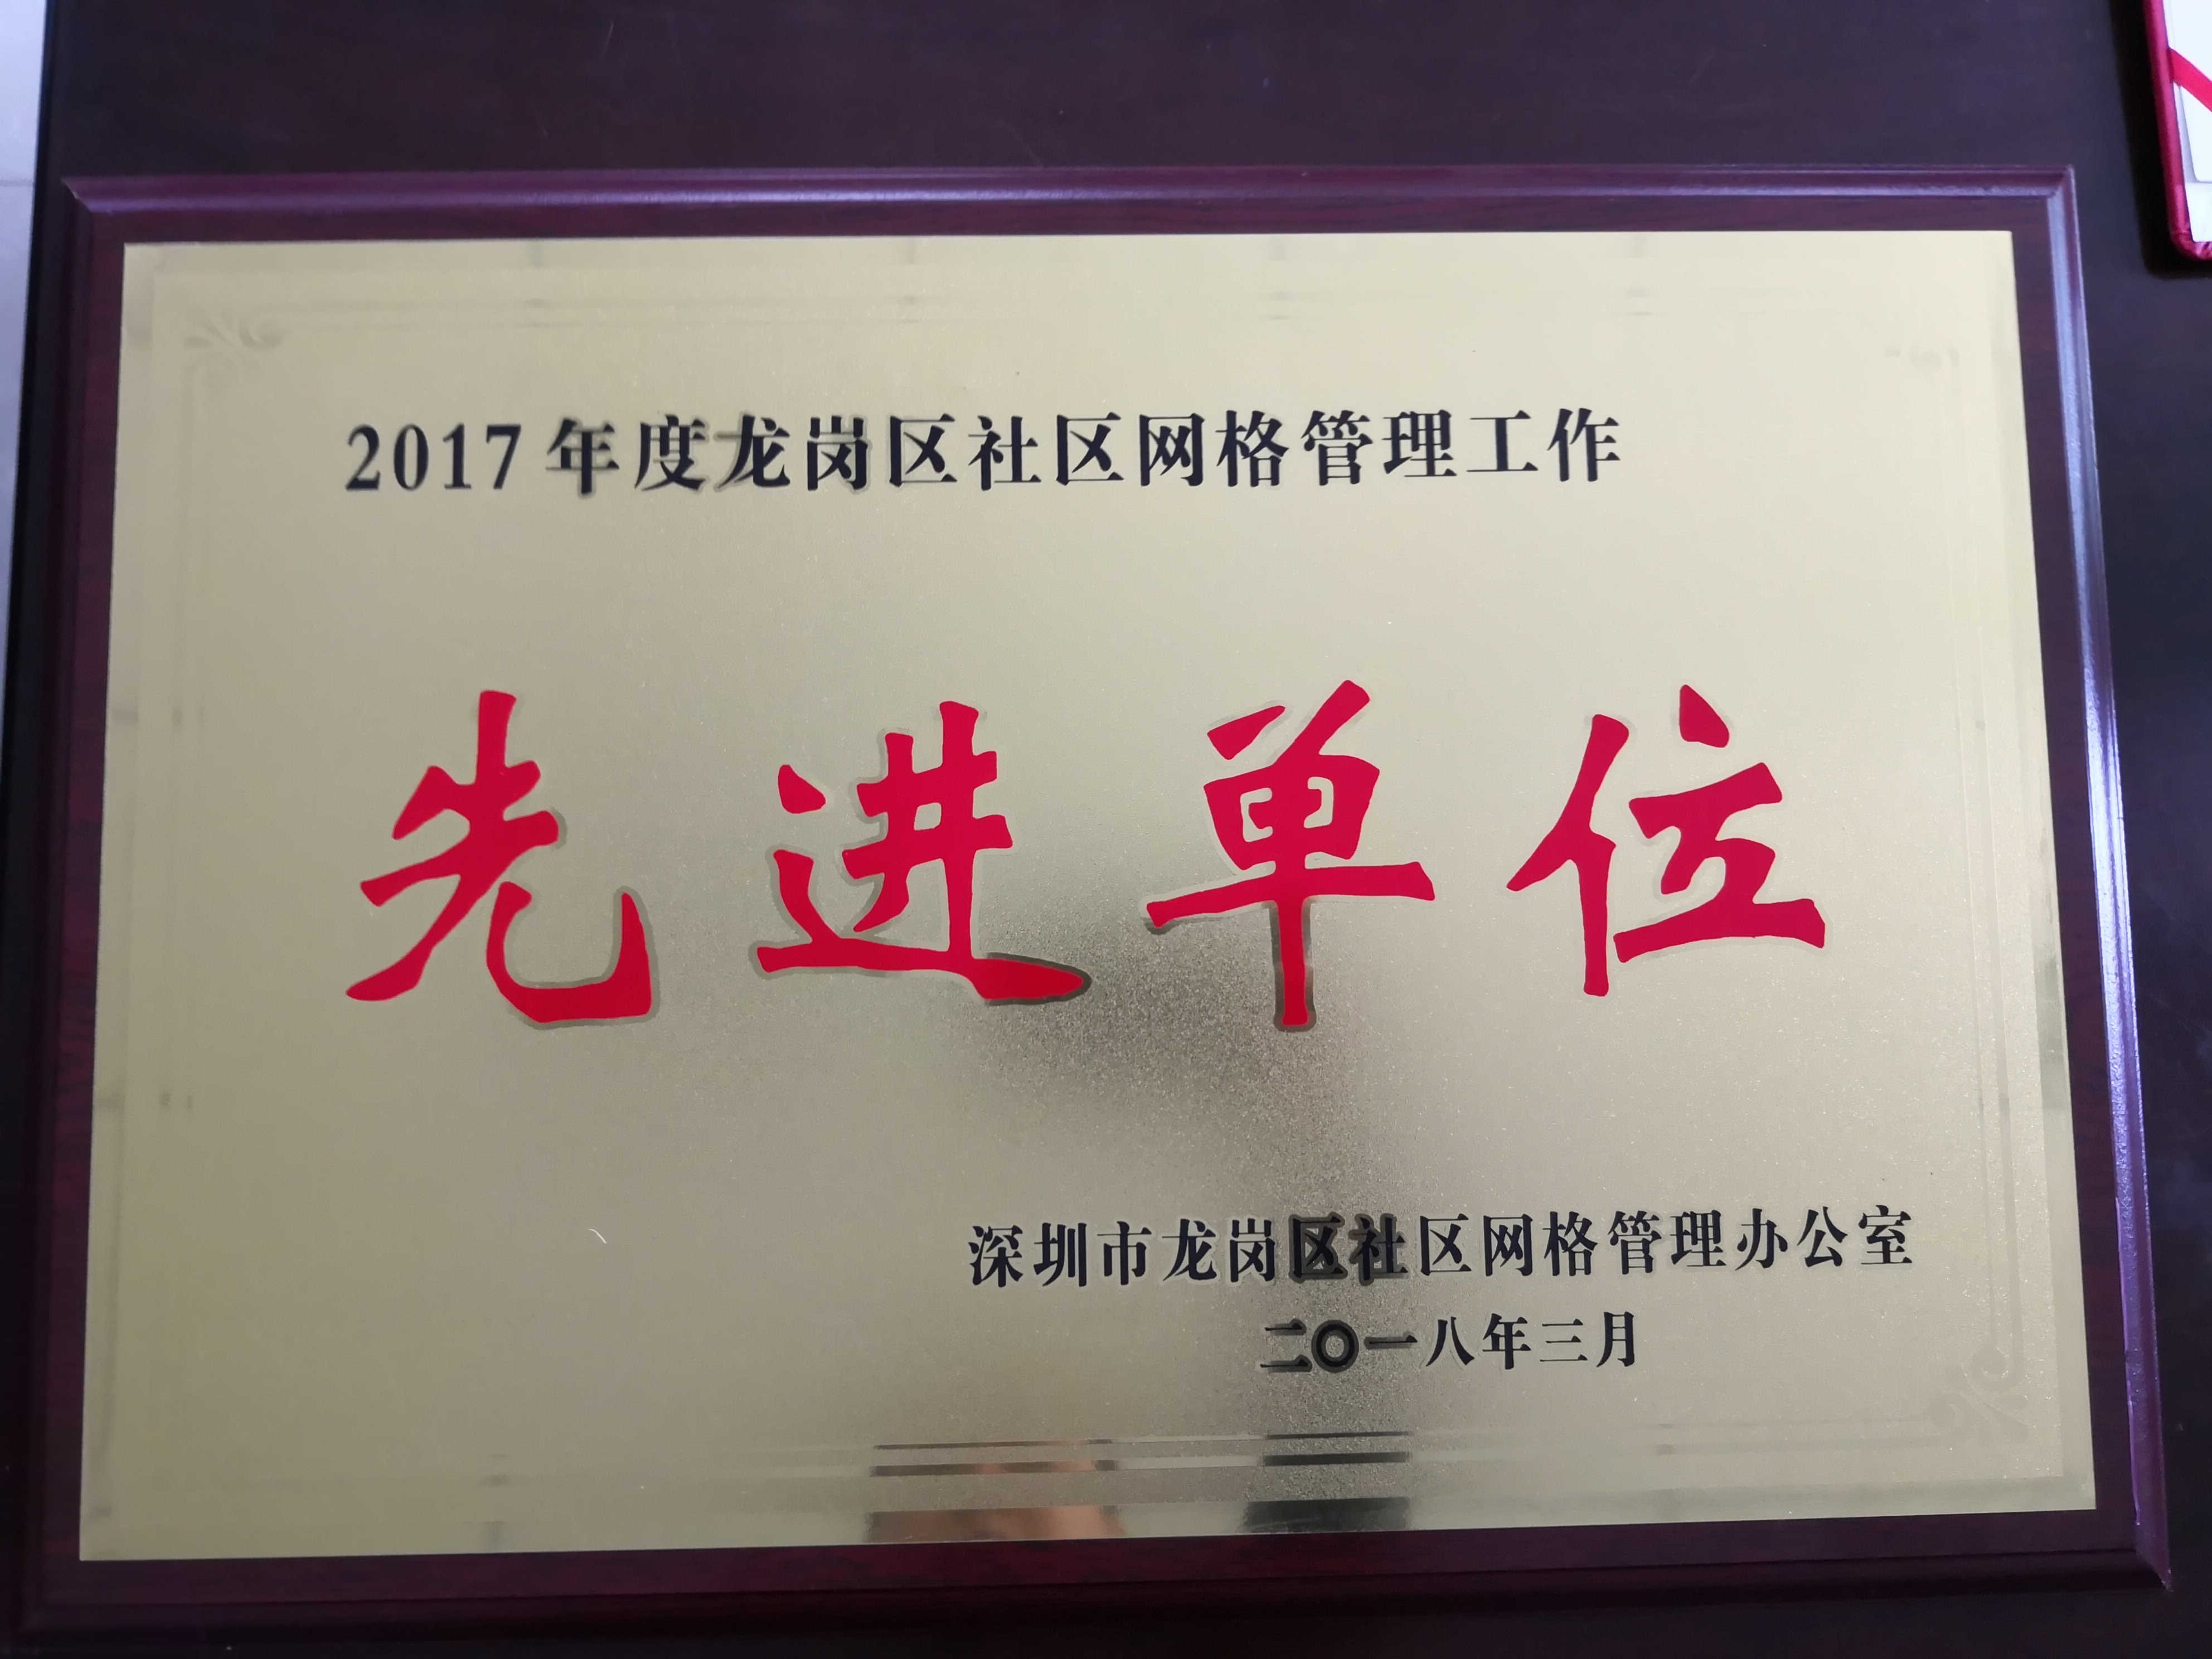 2017年度龙岗区社区网格管理工作
先进单位
深圳市龙岗区社区网格管理办公室
二〇一八年三月